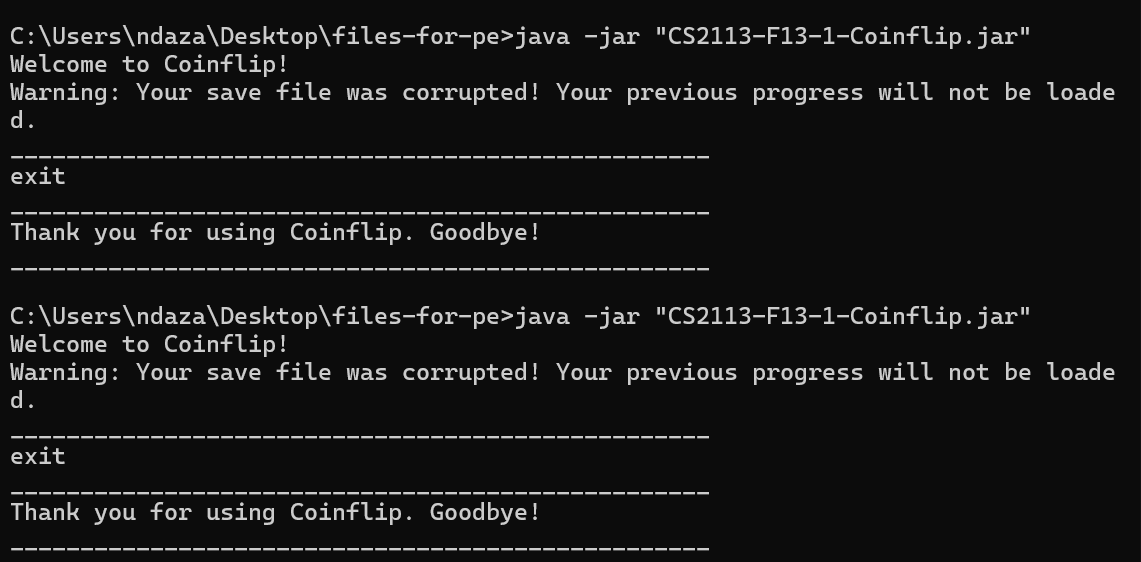 C:\Users\ndaza\Desktop\files-for-pe>java -jar "CS2113-F13-1-Coinflip.jar"
Welcome to Coinflip!
Warning: Your save file was corrupted! Your previous progress will not be loade
d.
__________________________________________________
exit
__________________________________________________
Thank you for using Coinflip. Goodbye!
__________________________________________________
C:\Users\ndaza\Desktop\files-for-pe>java -jar "CS2113-F13-1-Coinflip.jar"
Welcome to Coinflip!
Warning: Your save file was corrupted! Your previous progress will not be loade
d.
__________________________________________________
exit
__________________________________________________
Thank you for using Coinflip. Goodbye!
__________________________________________________